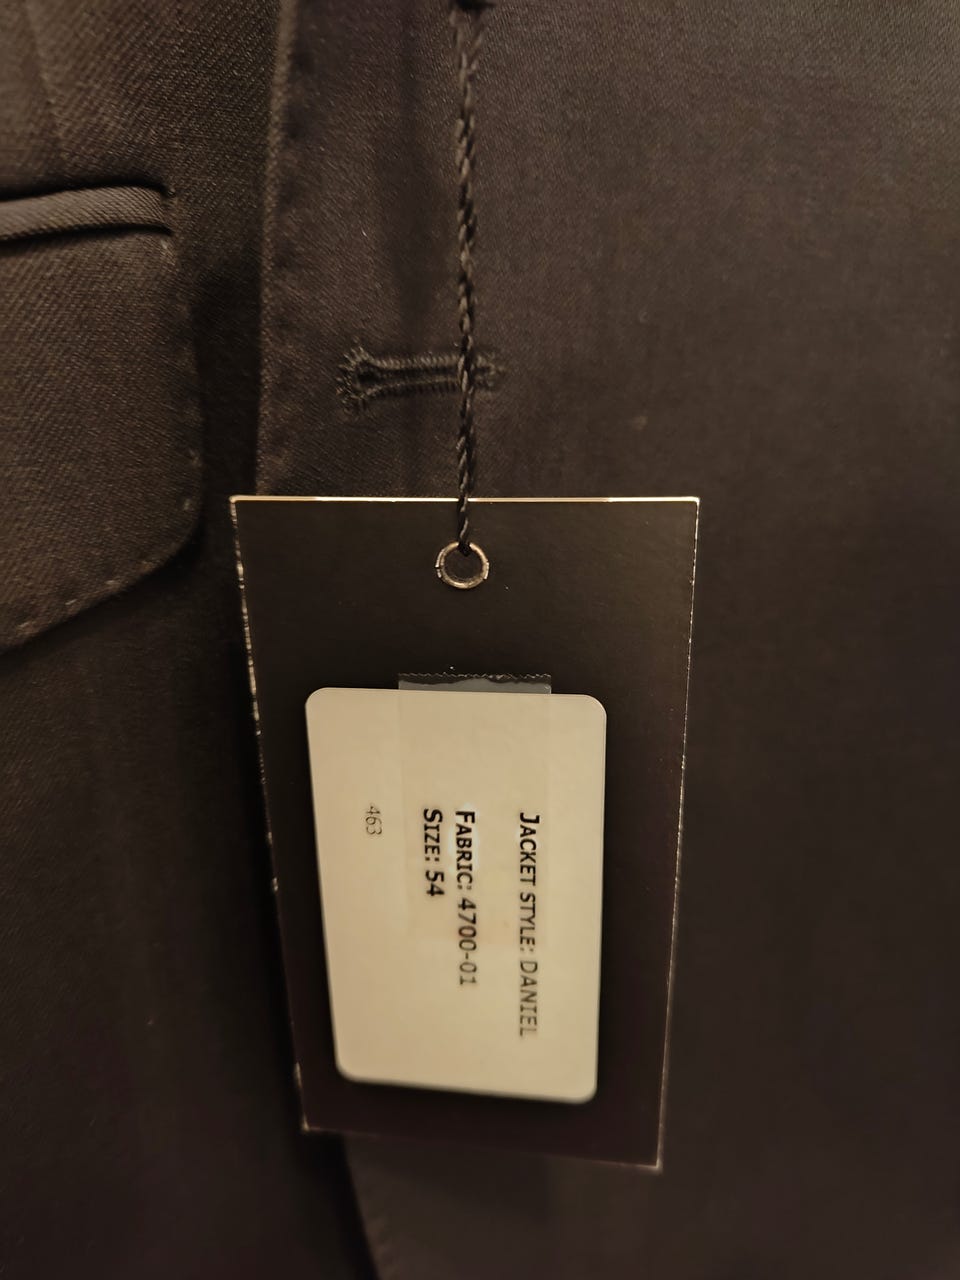 JACKET STYLE: DANIEL
FABRIC: 4700-01
SIZE: 54
463